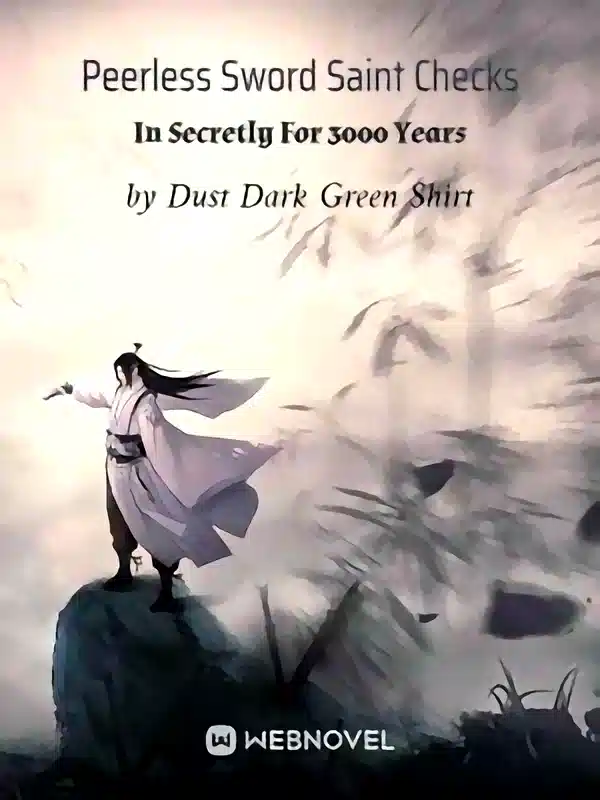 Peerless Sword Saint Checks
In Secretly For 3000 Years
by Dust Dark Green Shirt
WEBNOVEL